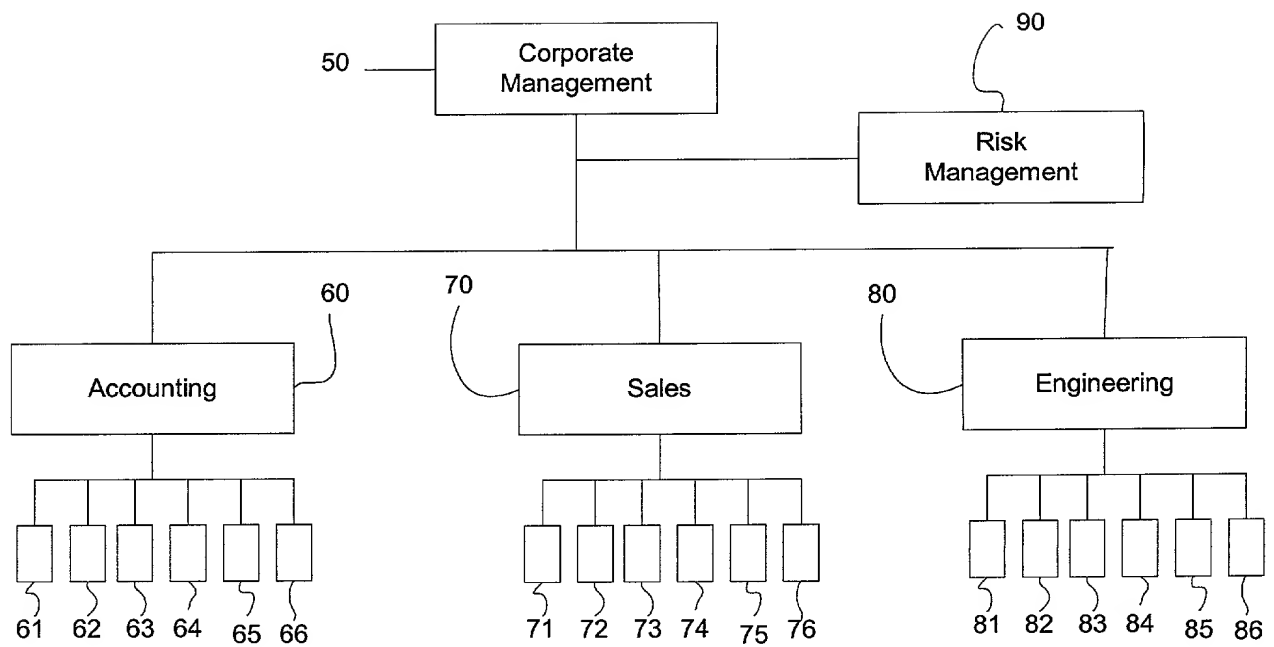 90
50
Corporate
Management
Risk
Management
60
70
80
Accounting
Sales
Engineering
61 62 63 64 65 66
71 72 73 74 75 76
81 82 83 84 85 86